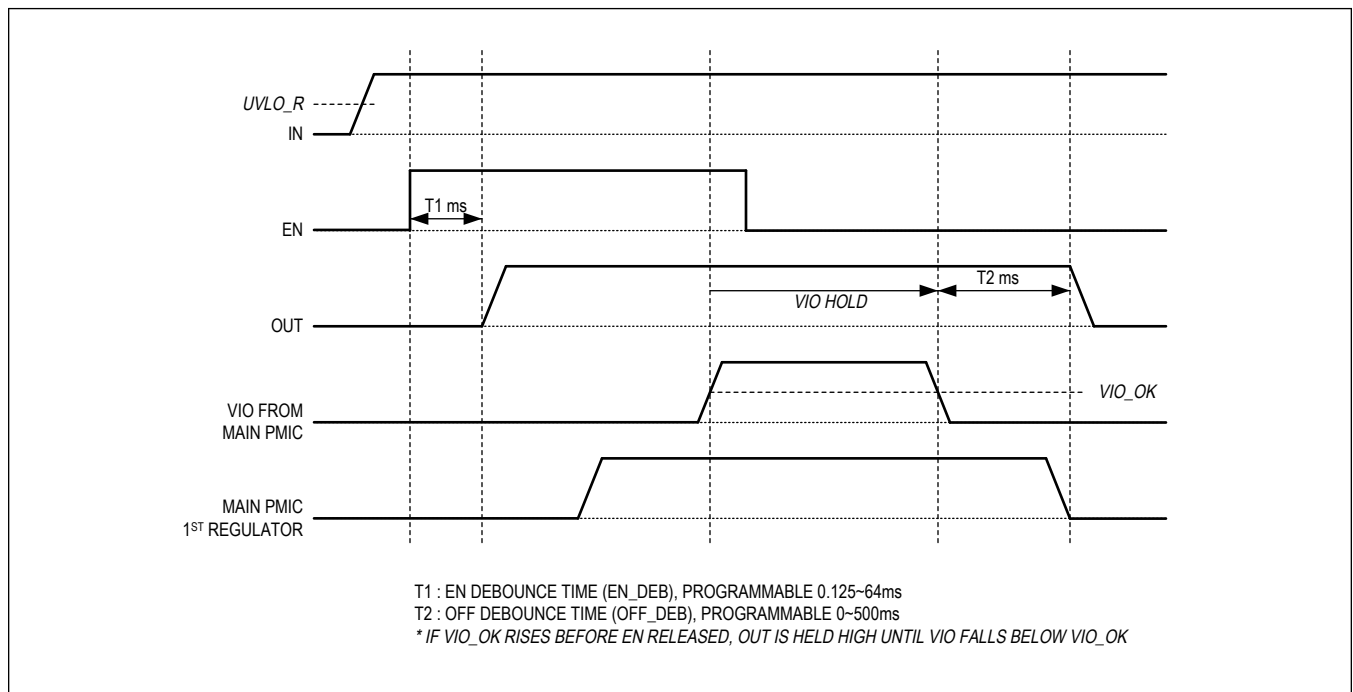 UVLO_R
IN
T1 ms
EN
T2 ms
VIO HOLD
OUT
VIO_OK
VIO FROM
MAIN PMIC
MAIN PMIC
1ST REGULATOR
T1 : EN DEBOUNCE TIME (EN_DEB), PROGRAMMABLE 0.125~64ms
T2 : OFF DEBOUNCE TIME (OFF_DEB), PROGRAMMABLE 0~500ms
* IF VIO_OK RISES BEFORE EN RELEASED, OUT IS HELD HIGH UNTIL VIO FALLS BELOW VIO_OK